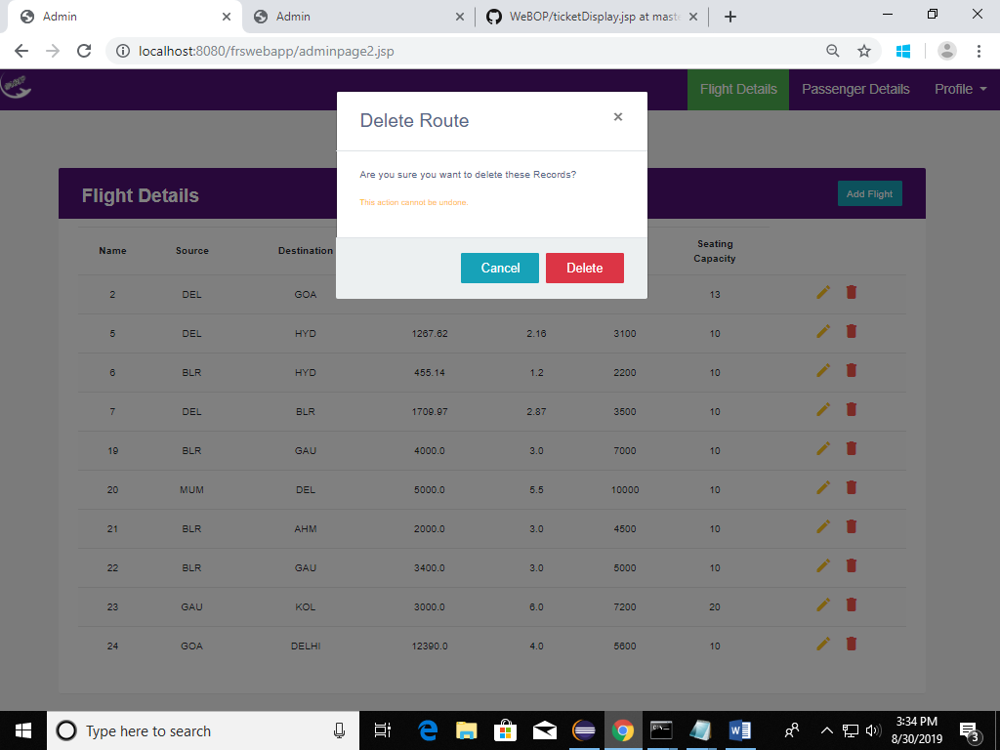 Admin
Admin
WeBOP/ticketDisplay.jsp at mast
localhost:8080/frswebapp/adminpage2.jsp
Flight Details
Passenger Details
Profile
Delete Route
×
Are you sure you want to delete these Records?
This action cannot be undone.
Cancel
Delete
Flight Details
Add Flight
Name Source Destination Seating
Capacity
2 DEL GOA 13
5 DEL HYD 1267.62 2.16 3100 10
6 BLR HYD 455.14 1.2 2200 10
7 DEL BLR 1709.97 2.87 3500 10
19 BLR GAU 4000.0 3.0 7000 10
20 MUM DEL 5000.0 5.5 10000 10
21 BLR AHM 2000.0 3.0 4500 10
22 BLR GAU 3400.0 3.0 5000 10
23 GAU KOL 3000.0 6.0 7200 20
24 GOA DELHI 12390.0 4.0 5600 10
Type here to search
3:34 PM
8/30/2019
3